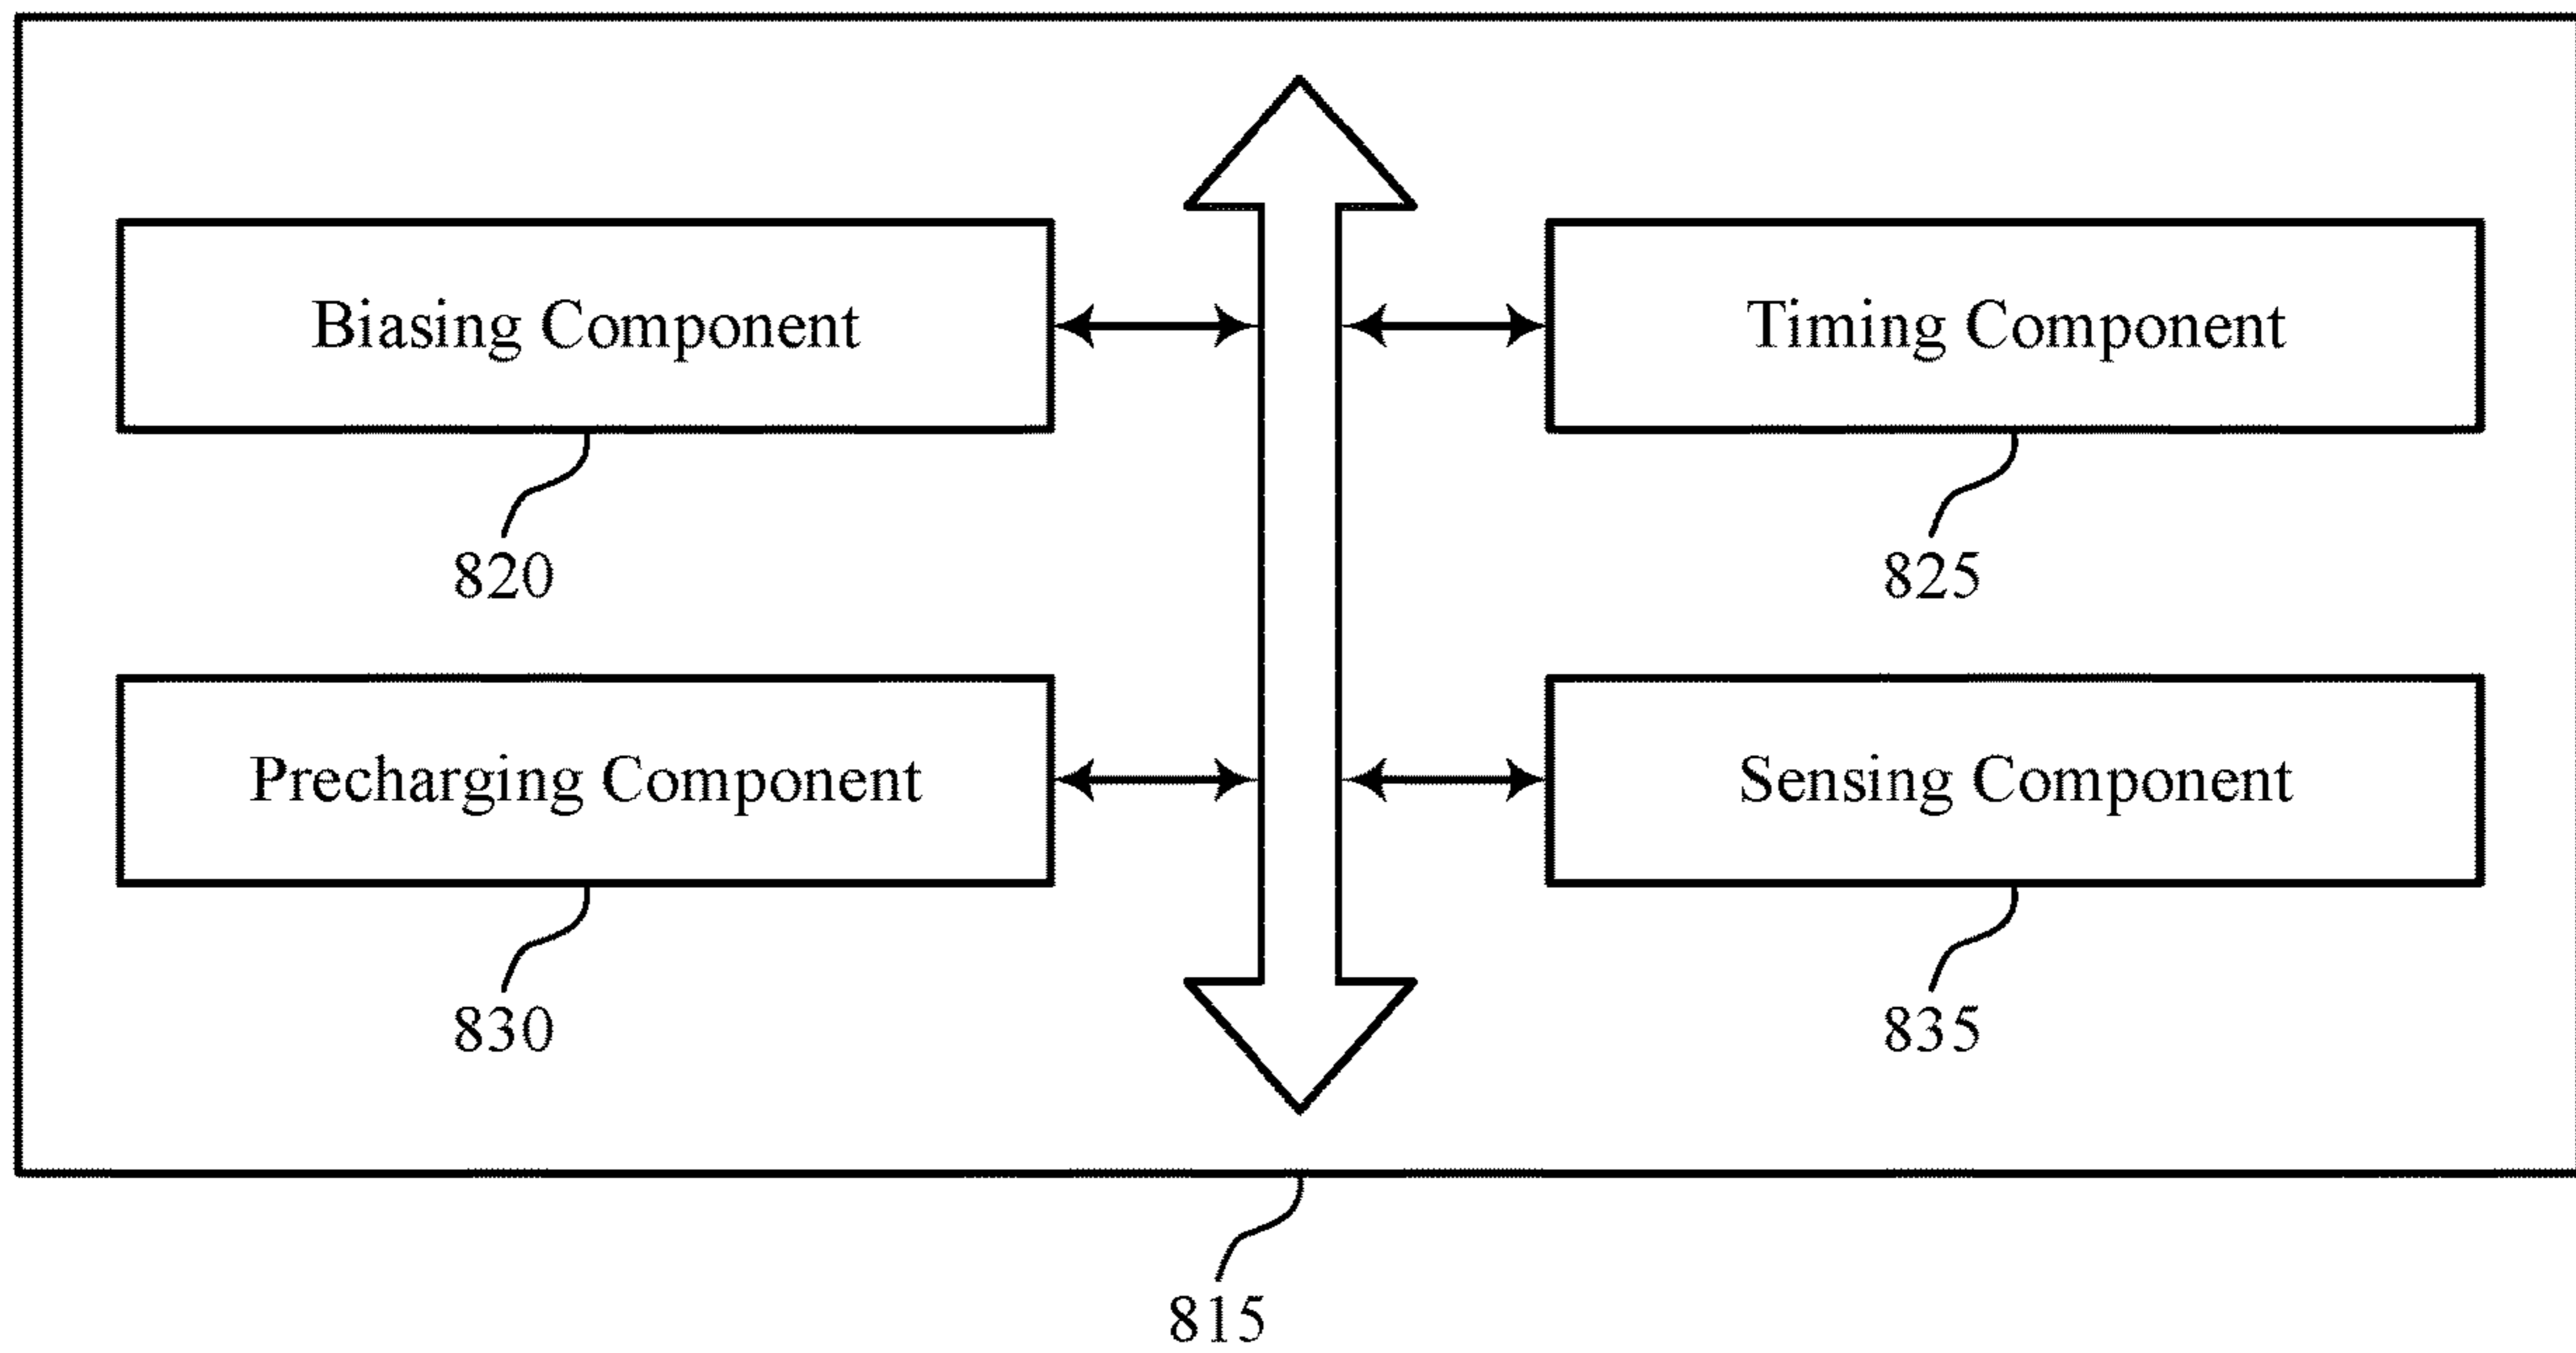 Biasing Component
Timing Component
820
825
Precharging Component
Sensing Component
830
835
815